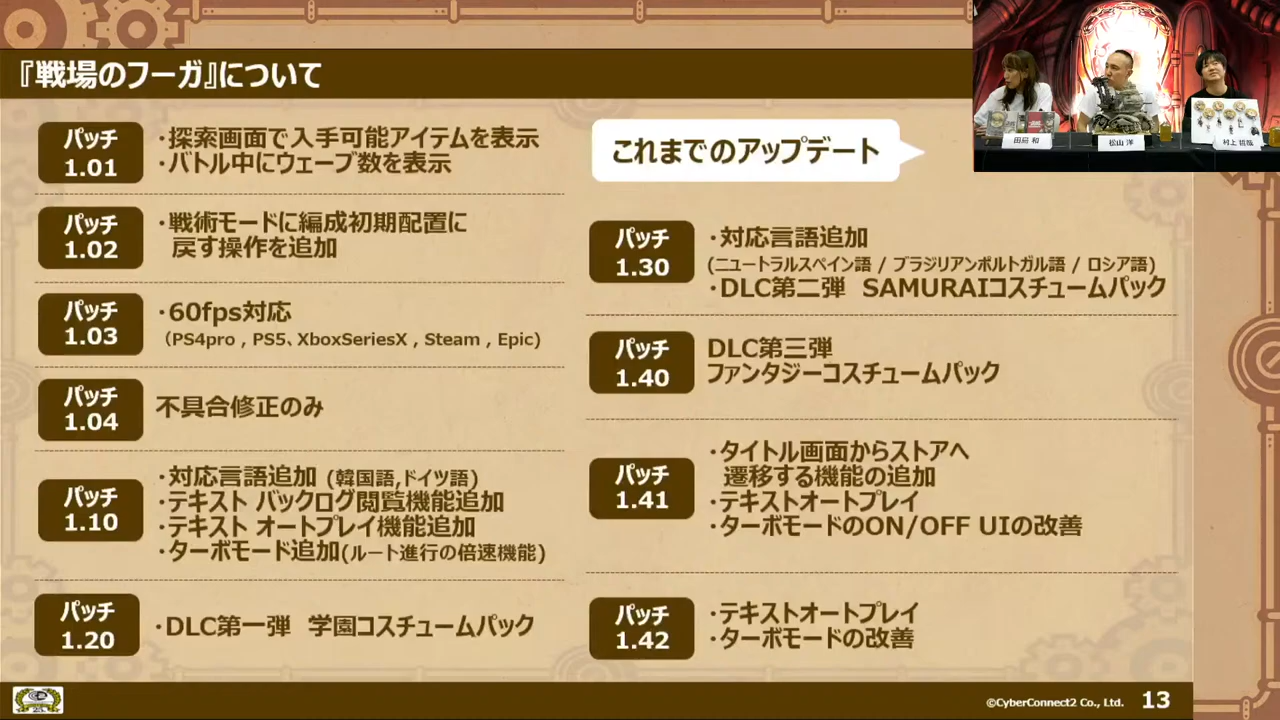 『戦場のフーガ』について
パッチ
1.01
・探索画面で入手可能アイテムを表示
・バトル中にウェーブ数を表示
パッチ
1.02
・戦術モードに編成初期配置に
戻す操作を追加
パッチ
1.03
・60fps対応
（PS4pro , PS5、XboxSeriesX , Steam , Epic）
パッチ
1.04
不具合修正のみ
パッチ
1.10
・対応言語追加 (韓国語,ドイツ語)
・テキスト バックログ閲覧機能追加
・テキスト オートプレイ機能追加
・ターボモード追加(ルート進行の倍速機能)
パッチ
1.20
・DLC第一弾　学園コスチュームパック
これまでのアップデート
パッチ
1.30
・対応言語追加
(ニュートラルスペイン語 / ブラジリアンポルトガル語 / ロシア語)
・DLC第二弾　SAMURAIコスチュームパック
パッチ
1.40
DLC第三弾
ファンタジーコスチュームパック
パッチ
1.41
・タイトル画面からストアへ
遷移する機能の追加
・テキストオートプレイ
・ターボモードのON/OFF UIの改善
パッチ
1.42
・テキストオートプレイ
・ターボモードの改善
松山 洋
©CyberConnect2 Co., Ltd.
13